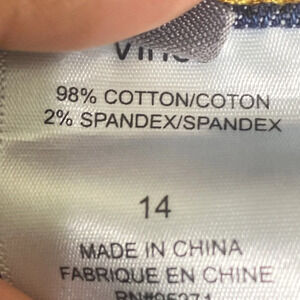 98% COTTON/COTON
2% SPANDEX/SPANDEX
14
MADE IN CHINA
FABRIQUE EN CHINE